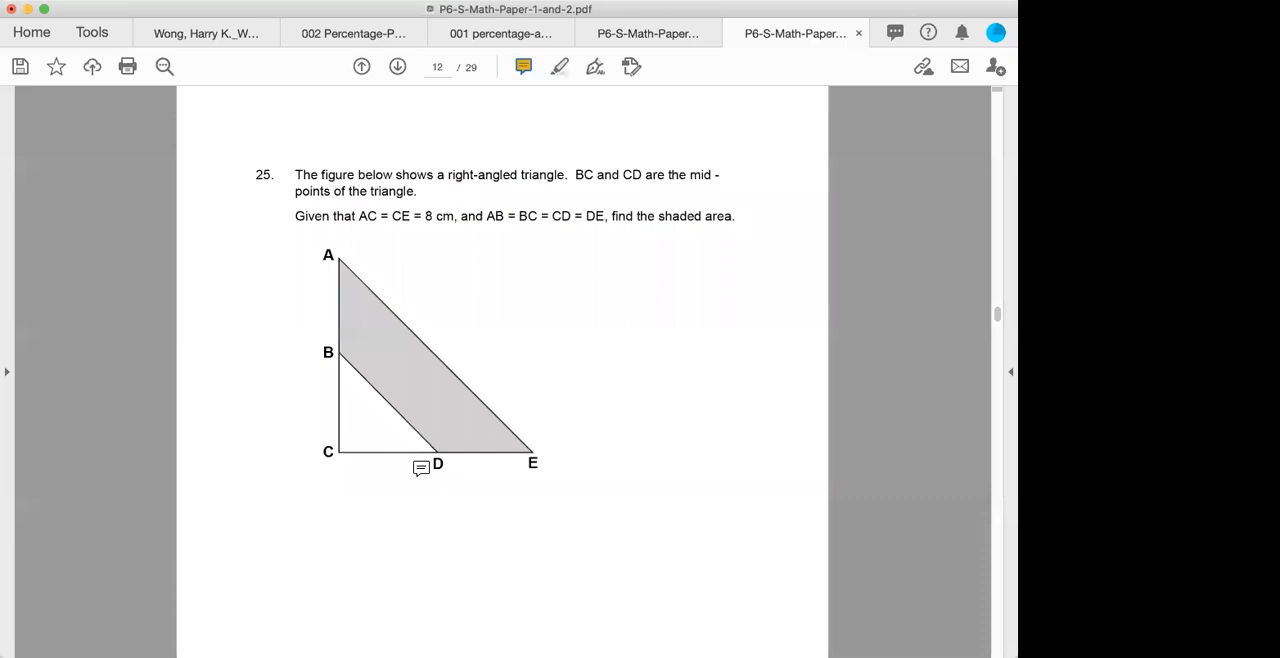 P6-S-Math-Paper-1-and-2.pdf
Home Tools Wong, Harry K._W... 002 Percentage-P... 001 percentage-a... P6-S-Math-Paper... P6-S-Math-Paper... ×
12 / 29
25. The figure below shows a right-angled triangle. BC and CD are the mid -
points of the triangle.
Given that AC = CE = 8 cm, and AB = BC = CD = DE, find the shaded area.
A
B
C
D
E